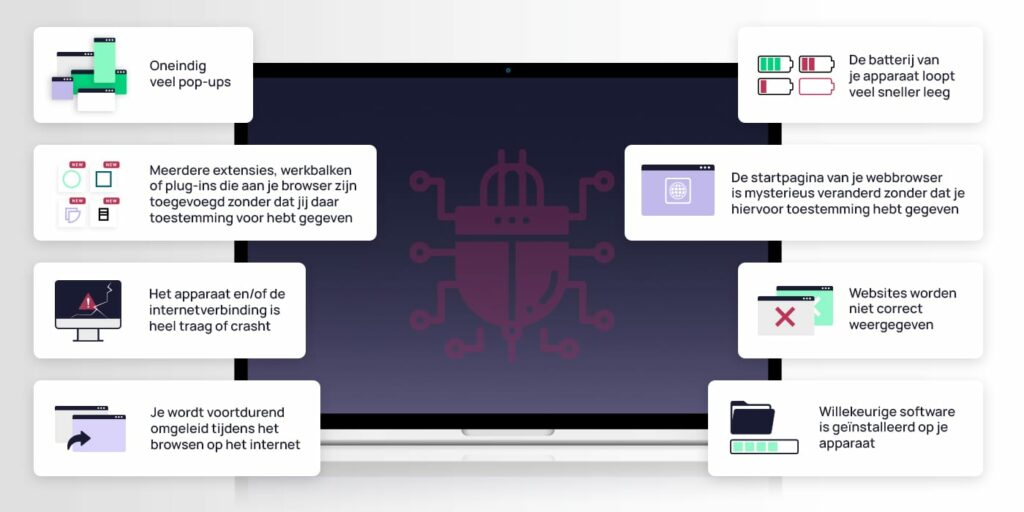 Oneindig
veel pop-ups
NEW NEW
NEW NEW
Meerdere extensies, werkbalken
of plug-ins die aan je browser zijn
toegevoegd zonder dat jij daar
toestemming voor hebt gegeven
Het apparaat en/of de
internetverbinding is
heel traag of crasht
Je wordt voortdurend
omgeleid tijdens het
browsen op het internet
De batterij van
je apparaat loopt
veel sneller leeg
De startpagina van je webbrowser
is mysterieus veranderd zonder dat je
hiervoor toestemming hebt gegeven
Websites worden
niet correct
weergegeven
Willekeurige software
is geïnstalleerd op je
apparaat